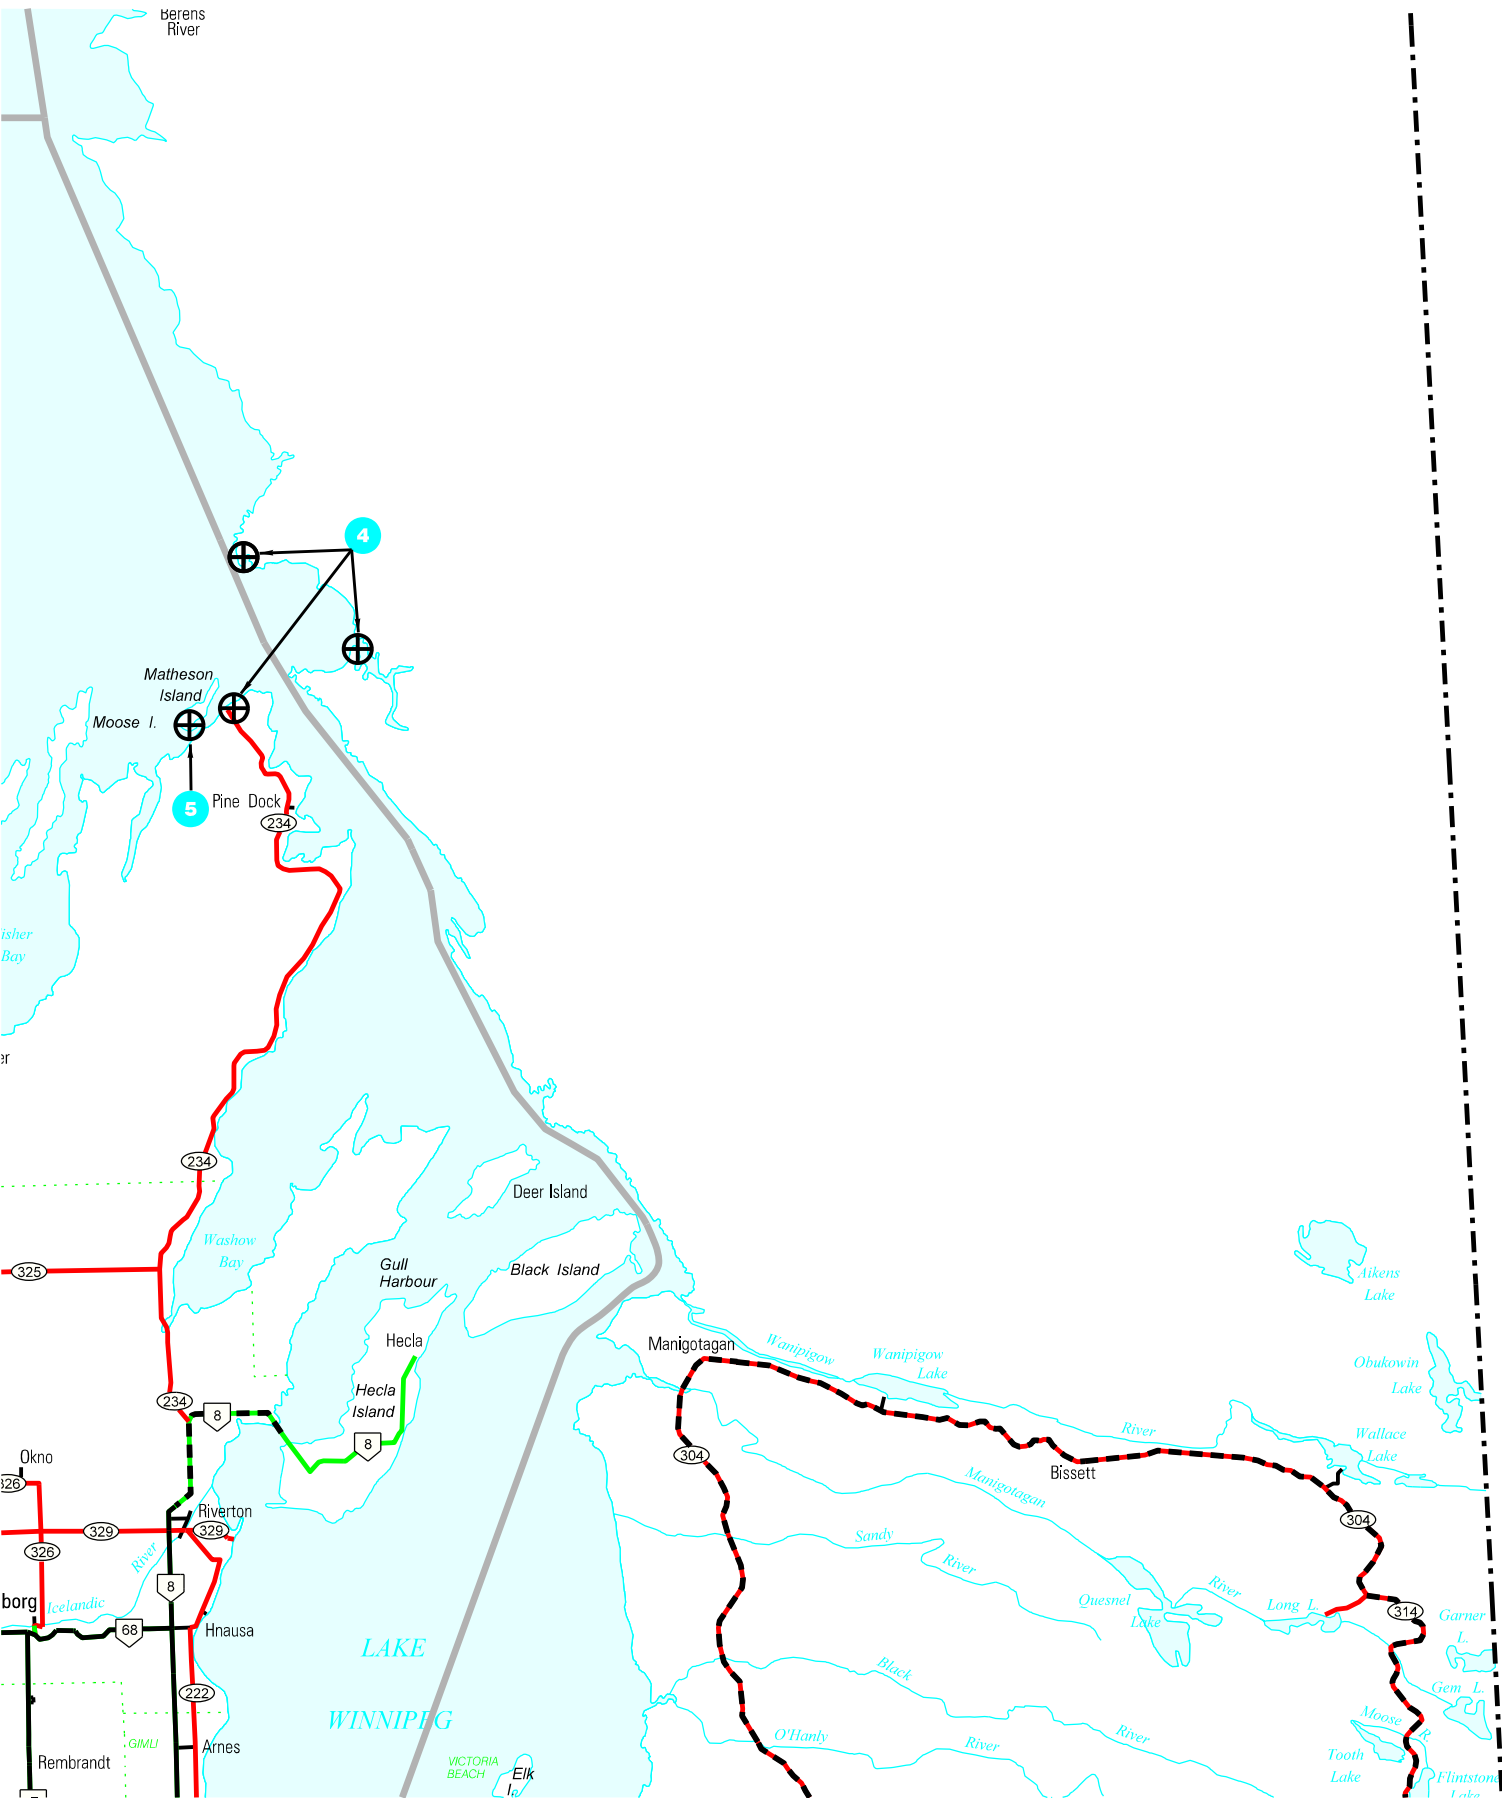 Berens
River
4
Matheson
Island
Moose I.
5
Pine Dock
234
isher
Bay
er
234
Deer Island
Washow
Bay
Gull
Harbour
Black Island
325
Aikens
Lake
Hecla
Manigotagan
Wanipigow
Wanipigow
Lake
Obukowin
Lake
Hecla
Island
234
8
8
River
Wallace
Lake
Okno
326
304
Bissett
Manigotagan
Riverton
329
329
304
326
River
Sandy
River
8
River
borg
Icelandic
Quesnel
Lake
Long L.
314
Garner
L.
68
Hnausa
LAKE
WINNIPEG
Black
River
222
Gem L.
Moose R.
GIMLI
Arnes
O'Hanly
River
Rembrandt
VICTORIA
BEACH
Elk
I.
Tooth
Lake
Flintstone
Lake